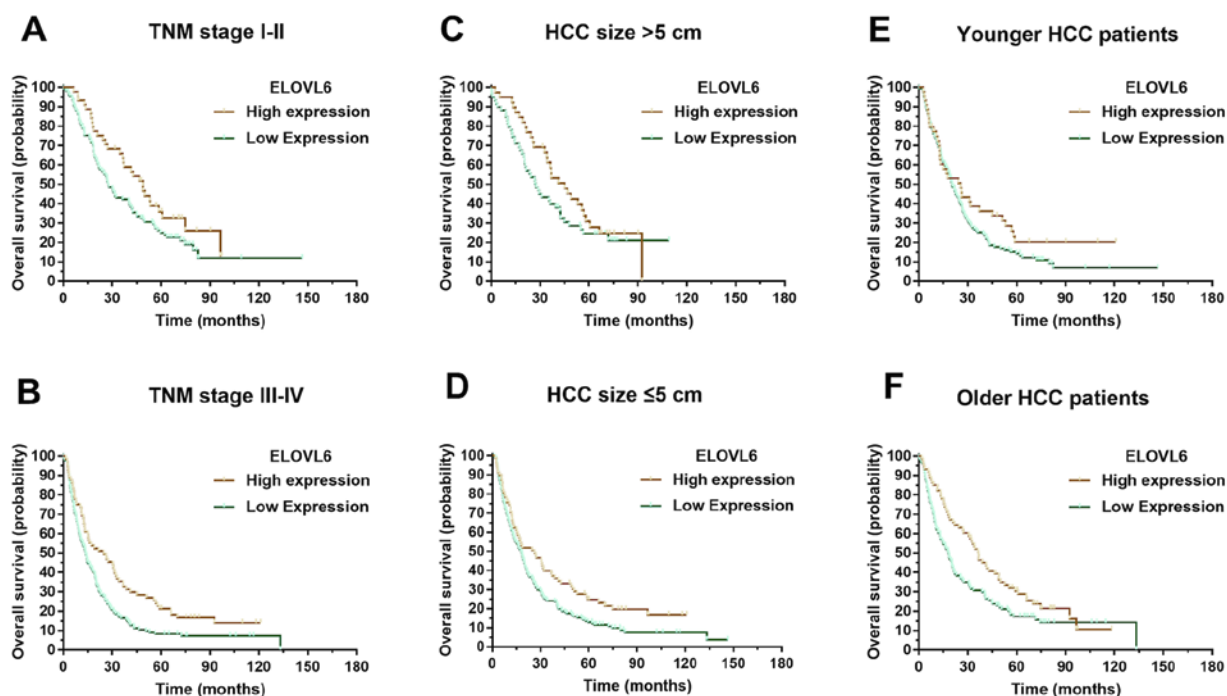 A
TNM stage I-II
Overall survival (probability)
100
90
80
70
60
50
40
30
20
10
0
ELOVL6
High expression
Low Expression
0 30 60 90 120 150 180
Time (months)
C
HCC size >5 cm
Overall survival (probability)
100
90
80
70
60
50
40
30
20
10
0
ELOVL6
High expression
Low Expression
0 30 60 90 120 150 180
Time (months)
E
Younger HCC patients
Overall survival (probability)
100
90
80
70
60
50
40
30
20
10
0
ELOVL6
High expression
Low Expression
0 30 60 90 120 150 180
Time (months)
B
TNM stage III-IV
Overall survival (probability)
100
90
80
70
60
50
40
30
20
10
0
ELOVL6
High expression
Low Expression
0 30 60 90 120 150 180
Time (months)
D
HCC size ≤5 cm
Overall survival (probability)
100
90
80
70
60
50
40
30
20
10
0
ELOVL6
High expression
Low Expression
0 30 60 90 120 150 180
Time (months)
F
Older HCC patients
Overall survival (probability)
100
90
80
70
60
50
40
30
20
10
0
ELOVL6
High expression
Low Expression
0 30 60 90 120 150 180
Time (months)